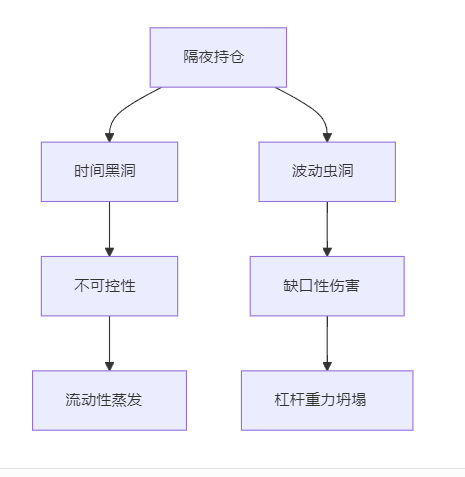 隔夜持仓
时间黑洞
波动虫洞
不可控性
缺口性伤害
流动性蒸发
杠杆重力坍塌